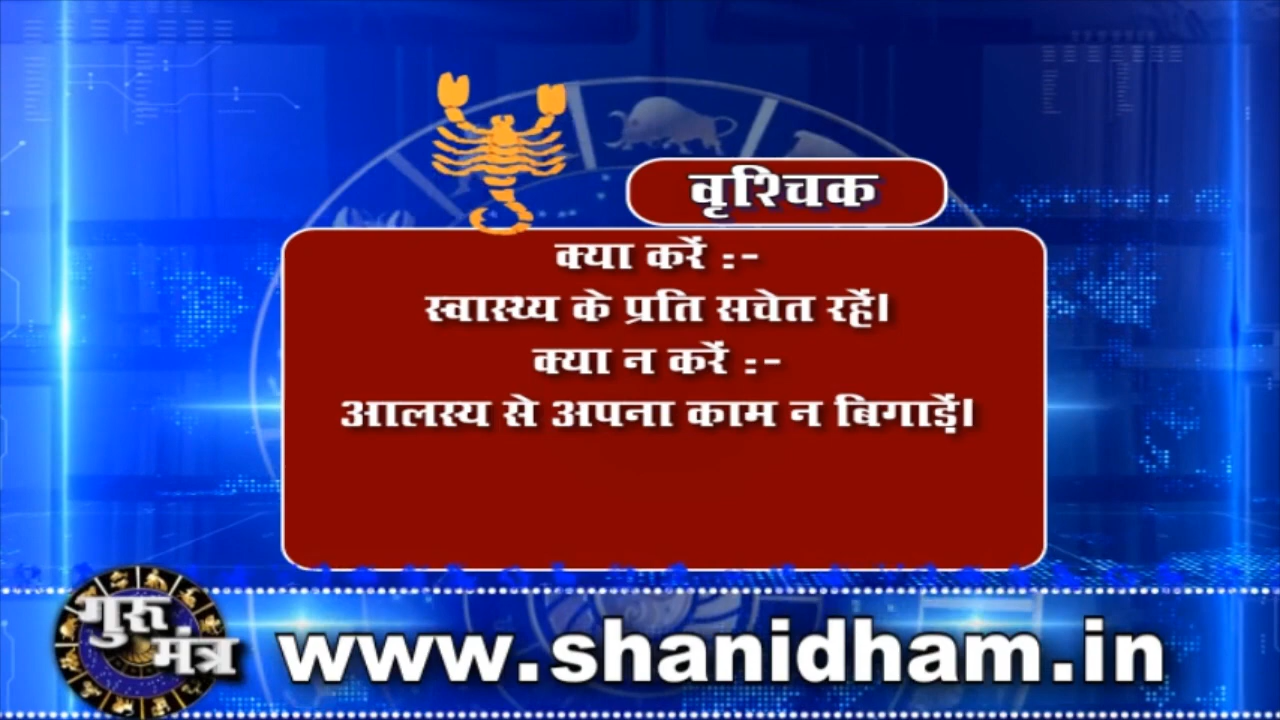 वृश्चिक
क्या करें :-
स्वास्थ्य के प्रति सचेत रहें।
क्या न करें :-
आलस्य से अपना काम न बिगाड़ें।
गुरु
मंत्र
www.shanidham.in